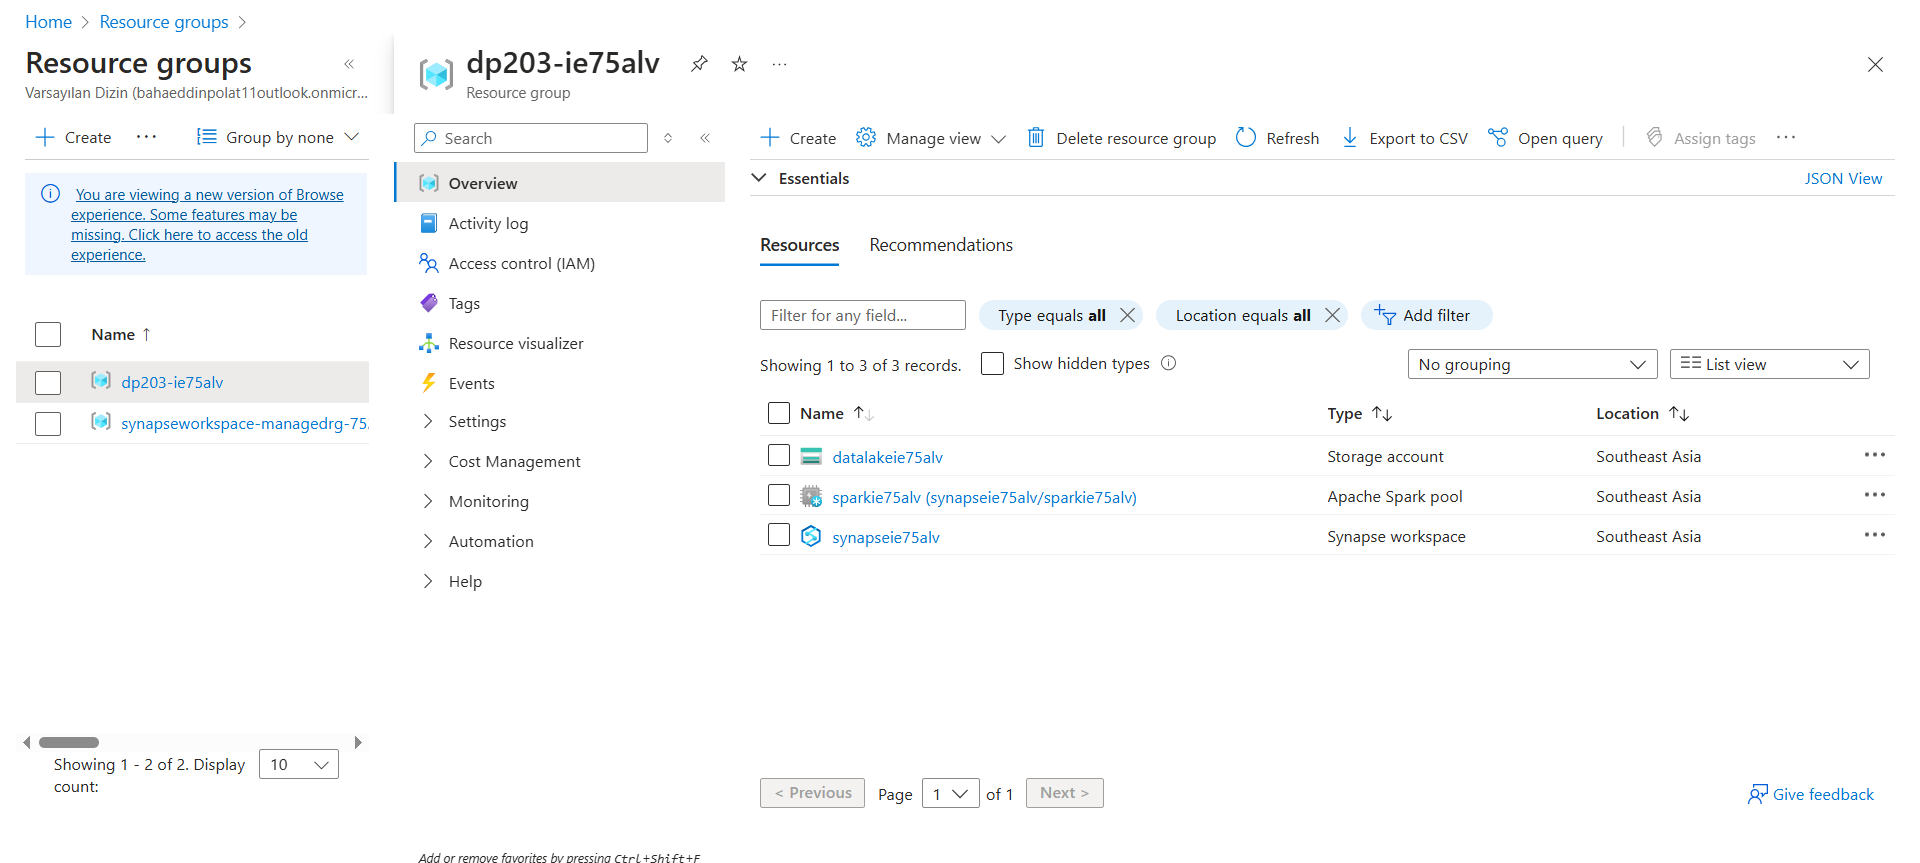 Home > Resource groups >
Resource groups
«
Varsayılan Dizin (bahaeddinpolat11outlook.onmicr...
Create
Group by none
You are viewing a new version of Browse
experience. Some features may be
missing. Click here to access the old
experience.
Name ↑
dp203-ie75alv
synapseworkspace-managedrg-75.
Showing 1 - 2 of 2. Display
count:
10
dp203-ie75alv
Resource group
Search
«
Overview
Activity log
Access control (IAM)
Tags
Resource visualizer
Events
Settings
Cost Management
Monitoring
Automation
Help
Add or remove favorites by pressing Ctrl+Shift+F
Create
Manage view
Delete resource group
Refresh
Export to CSV
Open query
Assign tags
Essentials
JSON View
Resources
Recommendations
Filter for any field...
Type equals all
Location equals all
Add filter
Showing 1 to 3 of 3 records.
Show hidden types
No grouping
List view
Name ↑↓ Type ↑↓ Location ↑↓
datalakeie75alv Storage account Southeast Asia
sparkie75alv (synapseie75alv/sparkie75alv) Apache Spark pool Southeast Asia
synapseie75alv Synapse workspace Southeast Asia
< Previous Page 1 of 1 Next >
Give feedback